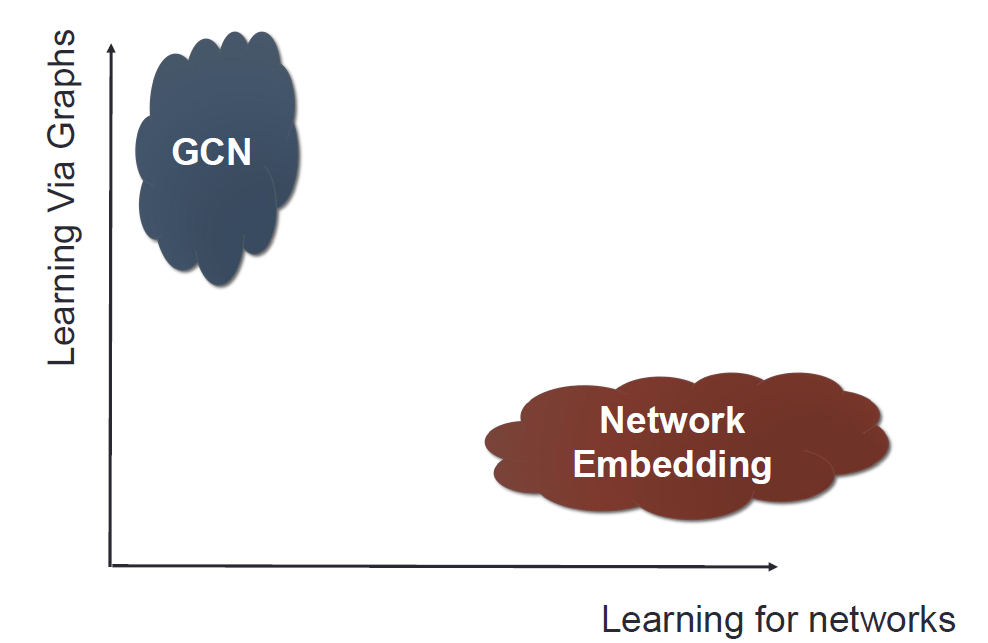 Learning Via Graphs
GCN
Network
Embedding
Learning for networks